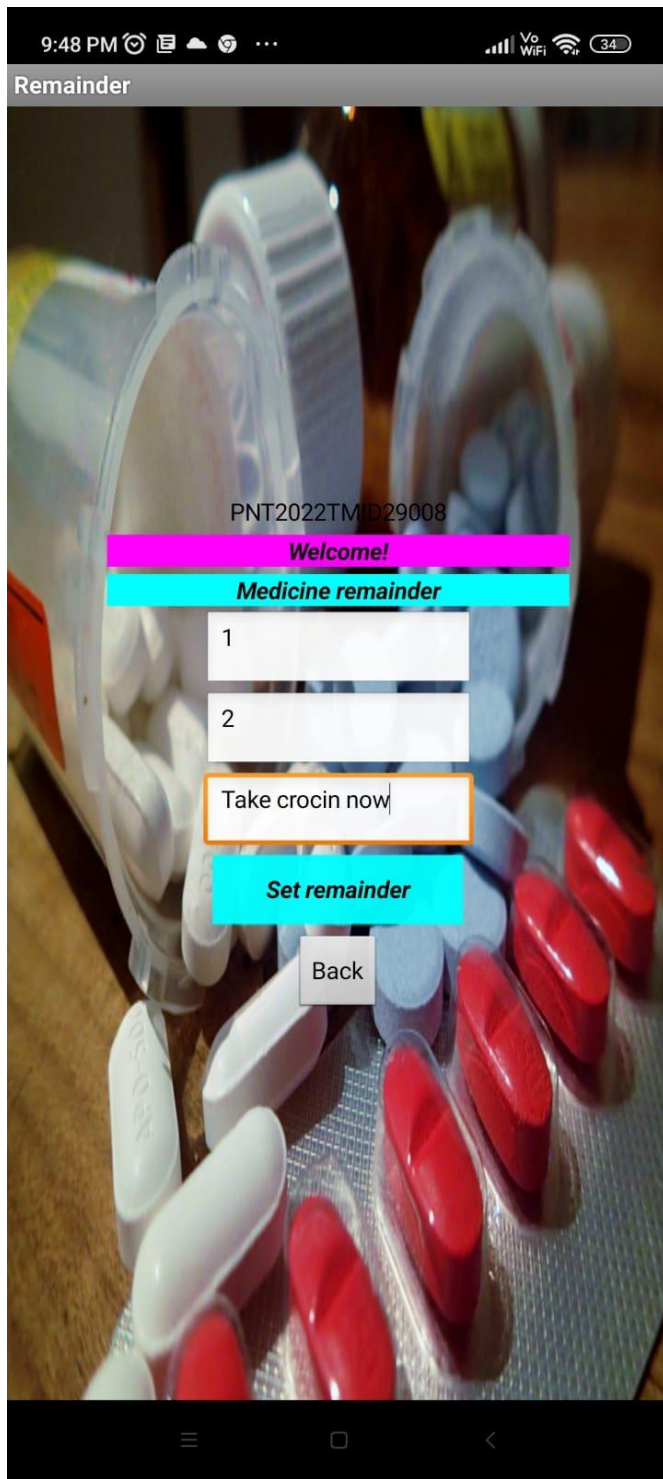 9:48 PM
Vo WiFi 34
Remainder
PNT2022TMID29008
Welcome!
Medicine remainder
1
2
Take crocin now
Set remainder
Back